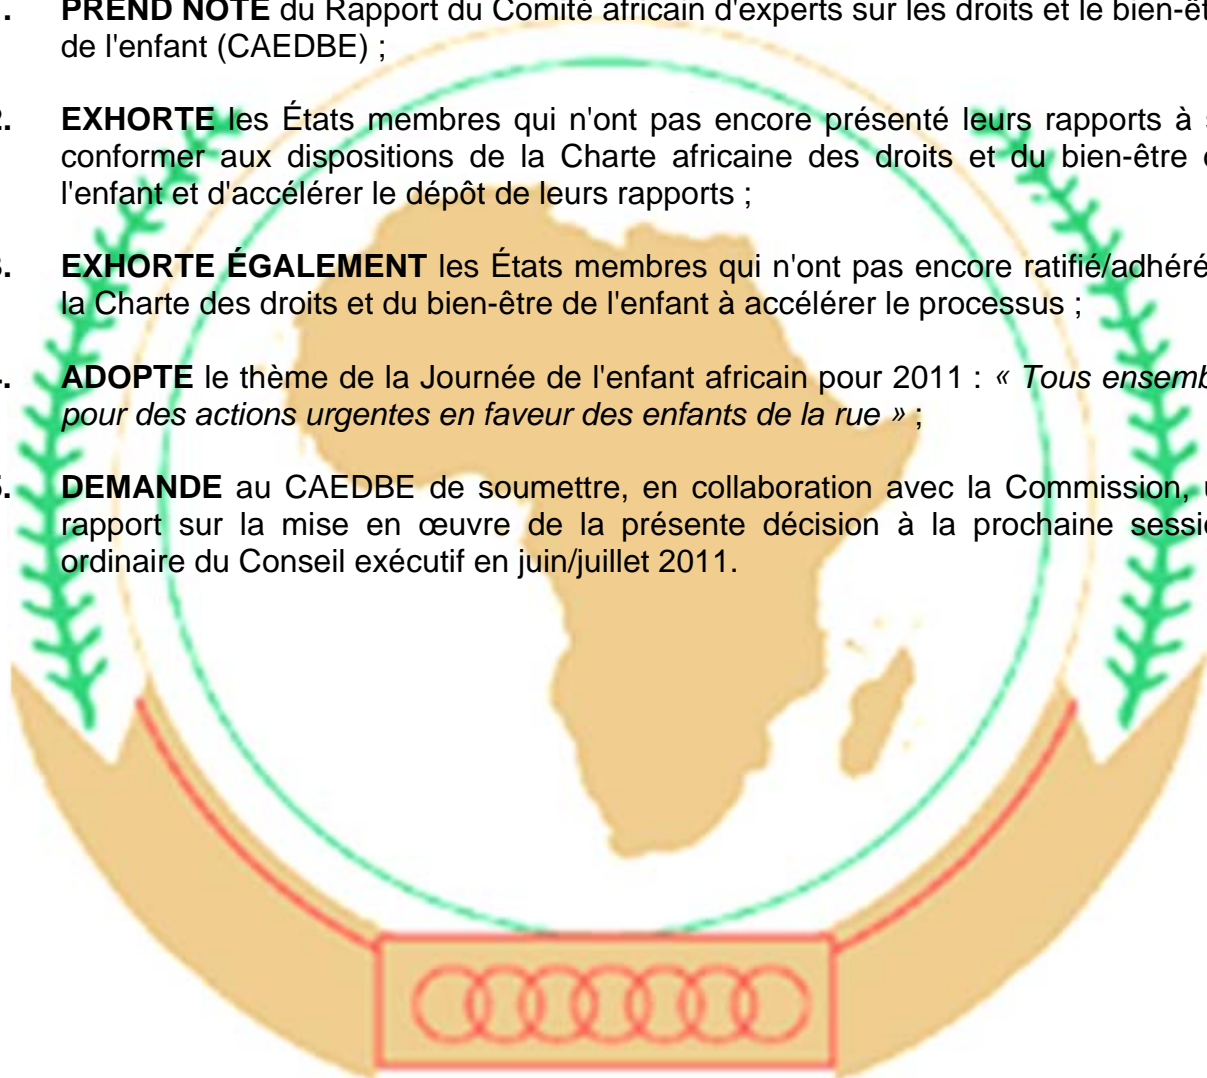 . PREND NOTE du Rapport du Comité africain d'experts sur les droits et le bien-êt
de l'enfant (CAEDBE) ;
. EXHORTE les États membres qui n'ont pas encore présenté leurs rapports à s
conformer aux dispositions de la Charte africaine des droits et du bien-être d
l'enfant et d'accélérer le dépôt de leurs rapports ;
. EXHORTE ÉGALEMENT les États membres qui n'ont pas encore ratifié/adhéré
la Charte des droits et du bien-être de l'enfant à accélérer le processus ;
. ADOPTE le thème de la Journée de l'enfant africain pour 2011 : « Tous ensemb
pour des actions urgentes en faveur des enfants de la rue » ;
. DEMANDE au CAEDBE de soumettre, en collaboration avec la Commission, u
rapport sur la mise en œuvre de la présente décision à la prochaine sessi
ordinaire du Conseil exécutif en juin/juillet 2011.